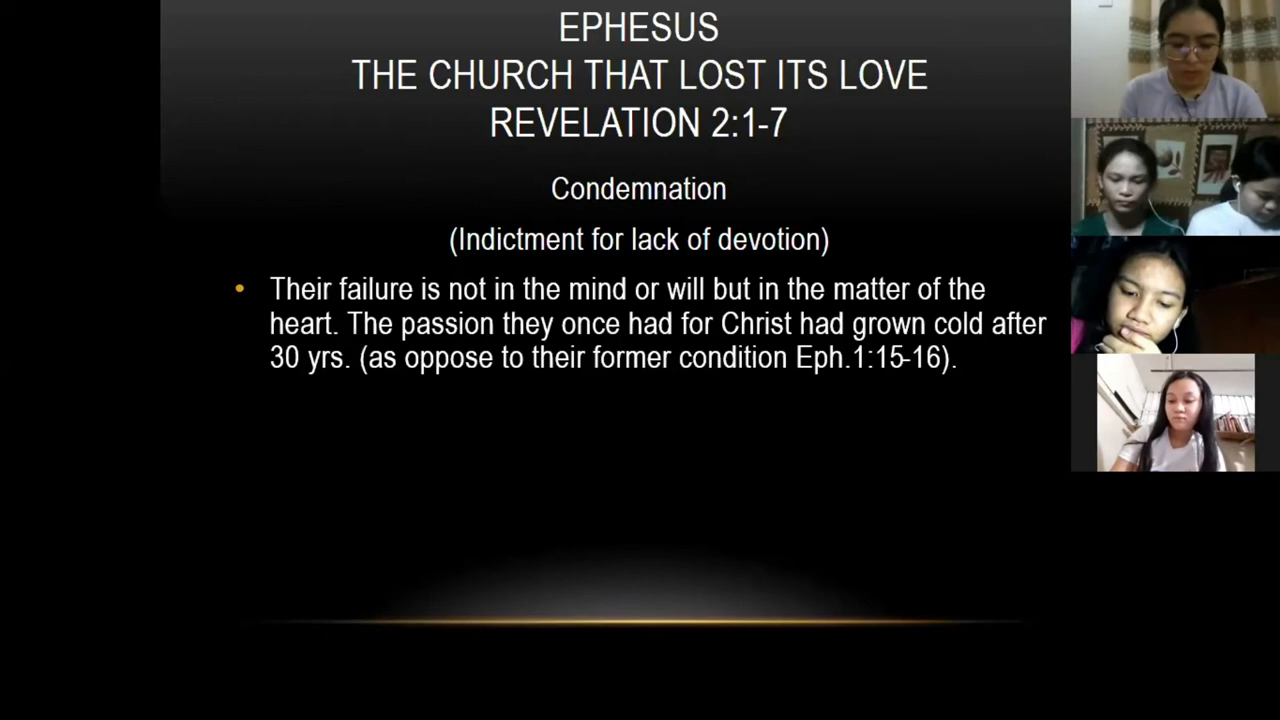 EPHESUS
THE CHURCH THAT LOST ITS LOVE
REVELATION 2:1-7
Condemnation
(Indictment for lack of devotion)
• Their failure is not in the mind or will but in the matter of the
heart. The passion they once had for Christ had grown cold after
30 yrs. (as oppose to their former condition Eph.1:15-16).